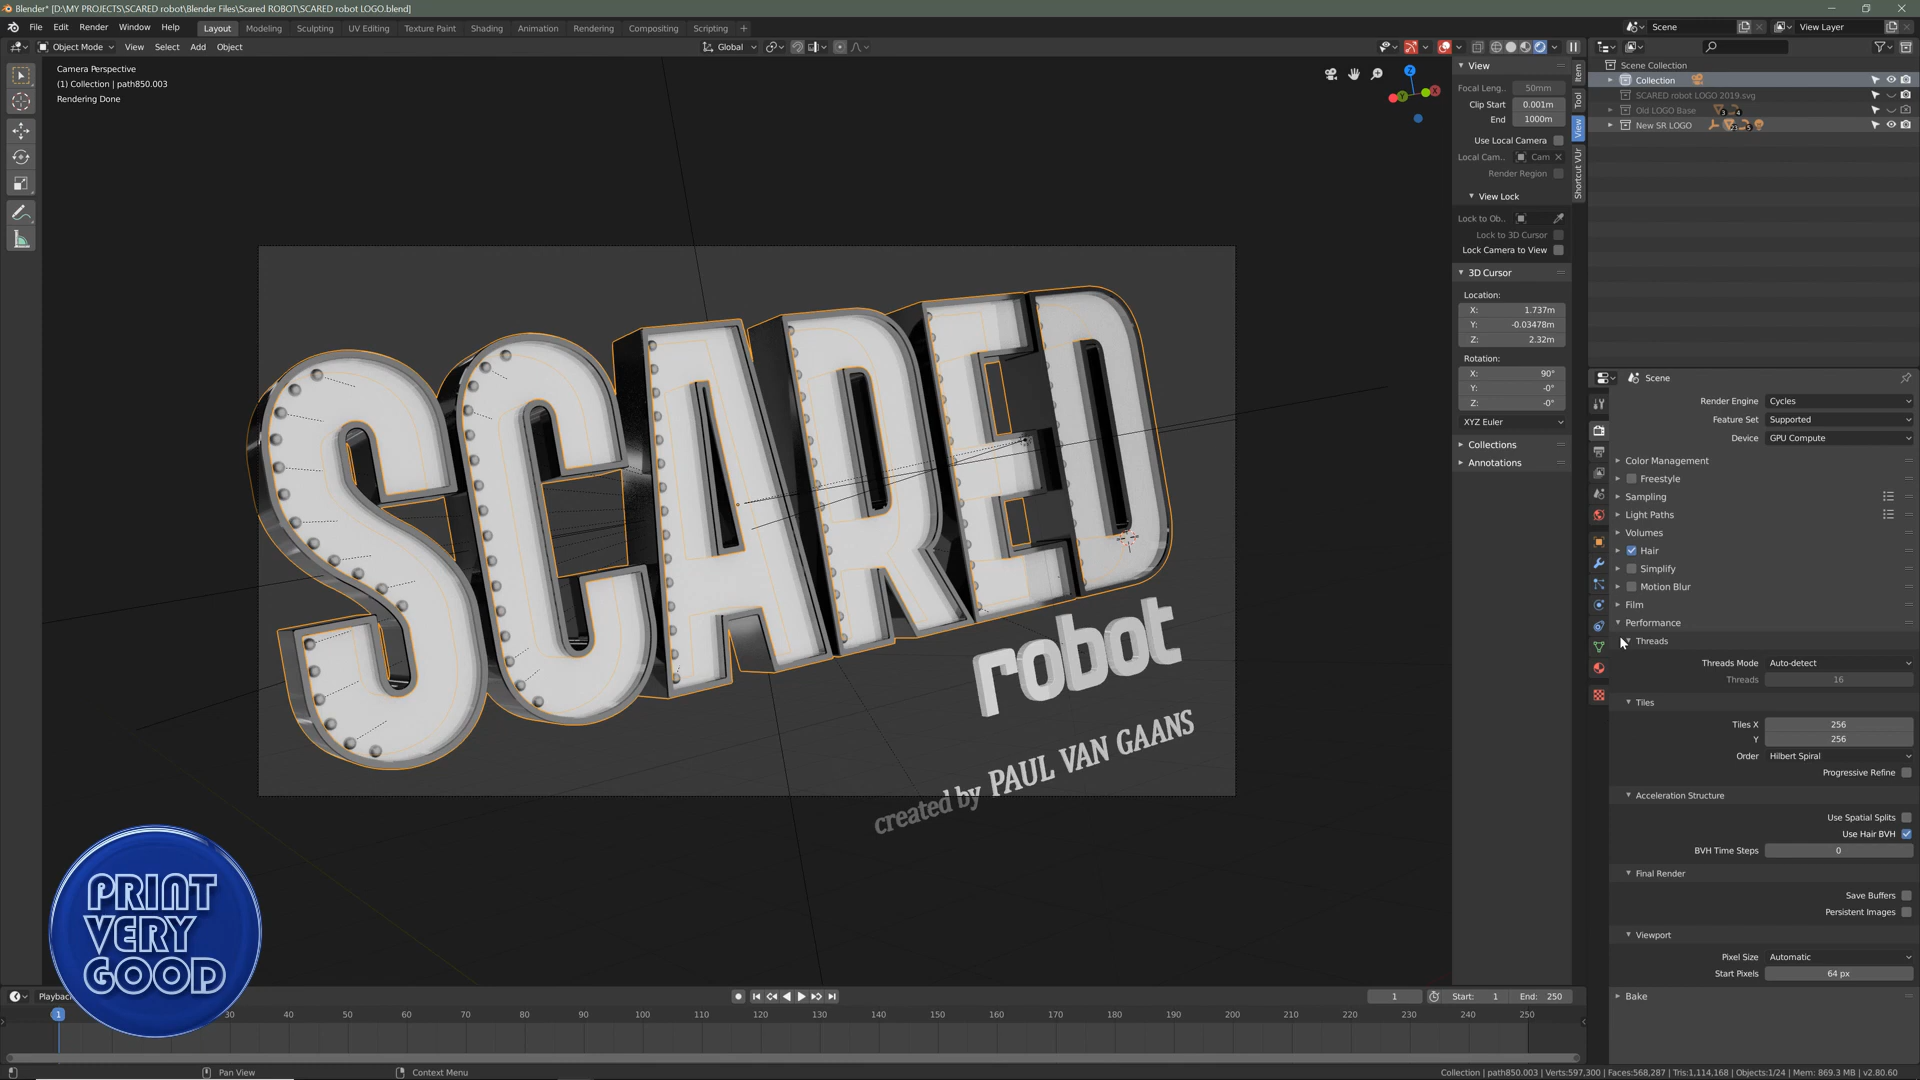 Blender* [D:\MY PROJECTS\SCARED robot\Blender Files\Scared ROBOT\SCARED robot LOGO.blend]
File Edit Render Window Help Layout Modeling Sculpting UV Editing Texture Paint Shading Animation Rendering Compositing Scripting + Scene View Layer
Object Mode View Select Add Object Global
Camera Perspective
(1) Collection | path850.003
Rendering Done
View
Focal Leng.. 50mm
Clip Start 0.001m
End 1000m
Use Local Camera
Local Cam.. Cam
Render Region
View Lock
Lock to Ob..
Lock to 3D Cursor
Lock Camera to View
3D Cursor
Location:
X: 1.737m
Y: -0.03478m
Z: 2.32m
Rotation:
X: 90°
Y: -0°
Z: -0°
XYZ Euler
Collections
Annotations
Item
Tool
View
Shortcut VUr
Scene Collection
Collection
SCARED robot LOGO 2019.svg
Old LOGO Base
New SR LOGO
Scene
Render Engine Cycles
Feature Set Supported
Device GPU Compute
Color Management
Freestyle
Sampling
Light Paths
Volumes
Hair
Simplify
Motion Blur
Film
Performance
Threads
Threads Mode Auto-detect
Threads 16
Tiles
Tiles X 256
Y 256
Order Hilbert Spiral
Progressive Refine
Acceleration Structure
Use Spatial Splits
Use Hair BVH
BVH Time Steps 0
Final Render
Save Buffers
Persistent Images
Viewport
Pixel Size Automatic
Start Pixels 64 px
Bake
SCARED
robot
created by PAUL VAN GAANS
PRINT
VERY
GOOD
Playback 1 Start: 1 End: 250
1 30 40 50 60 70 80 90 100 110 120 130 140 150 160 170 180 190 200 210 220 230 240 250
Pan View Context Menu Collection | path850.003 | Verts:597,300 | Faces:568,287 | Tris:1,114,168 | Objects:1/24 | Mem: 869.3 MB | v2.80.60